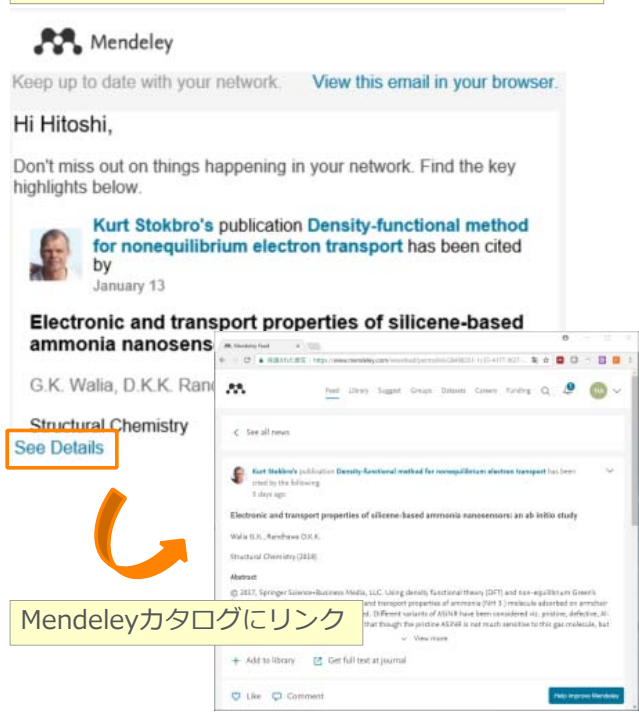 Mendeley
Keep up to date with your network. View this email in your browser.
Hi Hitoshi,
Don't miss out on things happening in your network. Find the key
highlights below.
Kurt Stokbro's publication Density-functional method
for nonequilibrium electron transport has been cited
by
January 13
Electronic and transport properties of silicene-based
ammonia nanosens
G.K. Walia, D.K.K. Rand
Structural Chemistry
See Details
Mendeley Feed
Feed Library Suggest Groups Datasets Careers Funding
See all news
Kurt Stokbro's publication Density-functional method for nonequilibrium electron transport has been
cited by the following
5 days ago
Electronic and transport properties of silicene-based ammonia nanosensors: an ab initio study
Walia G.K., Randhawa D.K.K.
Structural Chemistry (2018)
Abstract
© 2017, Springer Science+Business Media, LLC. Using density functional theory (DFT) and non-equilibrium Green's
and transport properties of ammonia (NH 3 ) molecule adsorbed on armchair
ed. Different variants of ASiNR have been considered viz. pristine, defective, Al-
that though the pristine ASiNR is not much sensitive to this gas molecule, but
View more
Add to library Get full text at journal
Like Comment
Help improve Mendeley
Mendeleyカタログにリンク